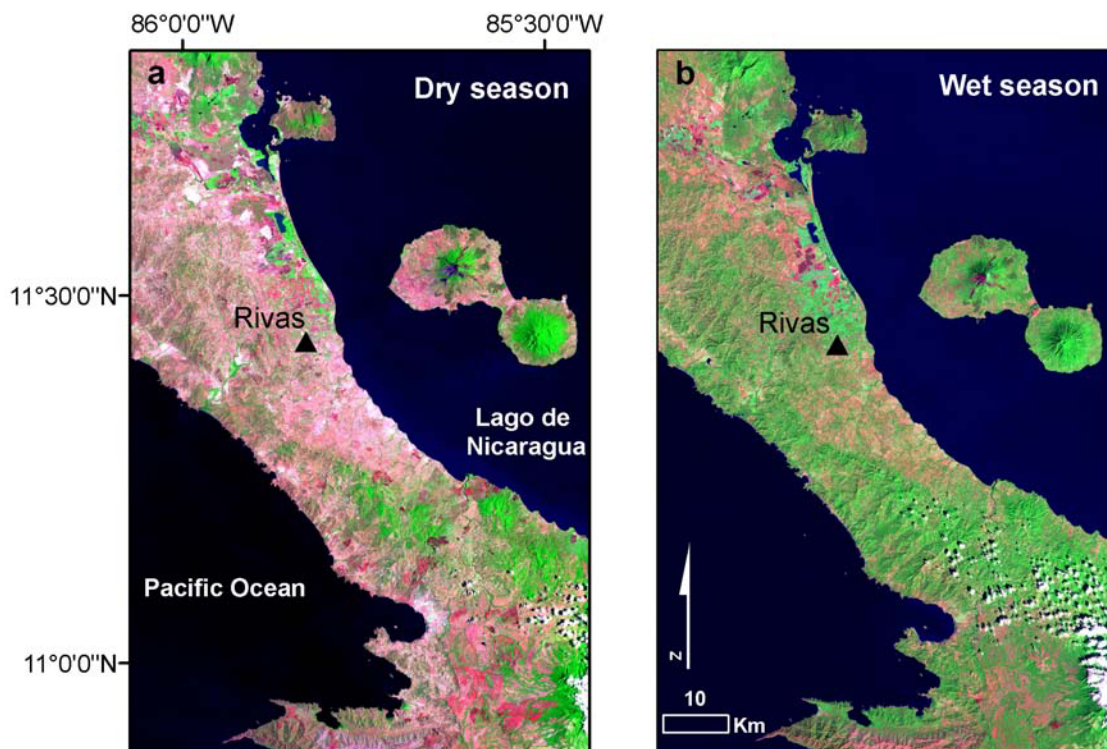 86°0'0"W
85°30'0"W
a
Dry season
11°30'0"N
Rivas
Lago de
Nicaragua
Pacific Ocean
11°0'0"N
b
Wet season
Rivas
z
10
Km